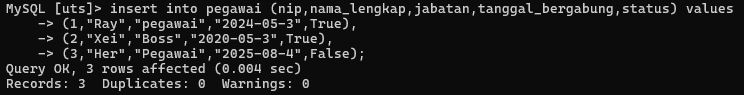 MySQL [uts]> insert into pegawai (nip,nama_lengkap,jabatan,tanggal_bergabung,status) values
    -> (1,"Ray","pegawai","2024-05-3",True),
    -> (2,"Xei","Boss","2020-05-3",True),
    -> (3,"Her","Pegawai","2025-08-4",False);
Query OK, 3 rows affected (0.004 sec)
Records: 3  Duplicates: 0  Warnings: 0